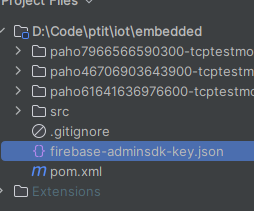 Project Files
D:\Code\ptit\iot\embedded
paho7966566590300-tcptestmo
paho46706903643900-tcptestm
paho61641636976600-tcptestmo
src
.gitignore
{} firebase-adminsdk-key.json
m pom.xml
Extensions